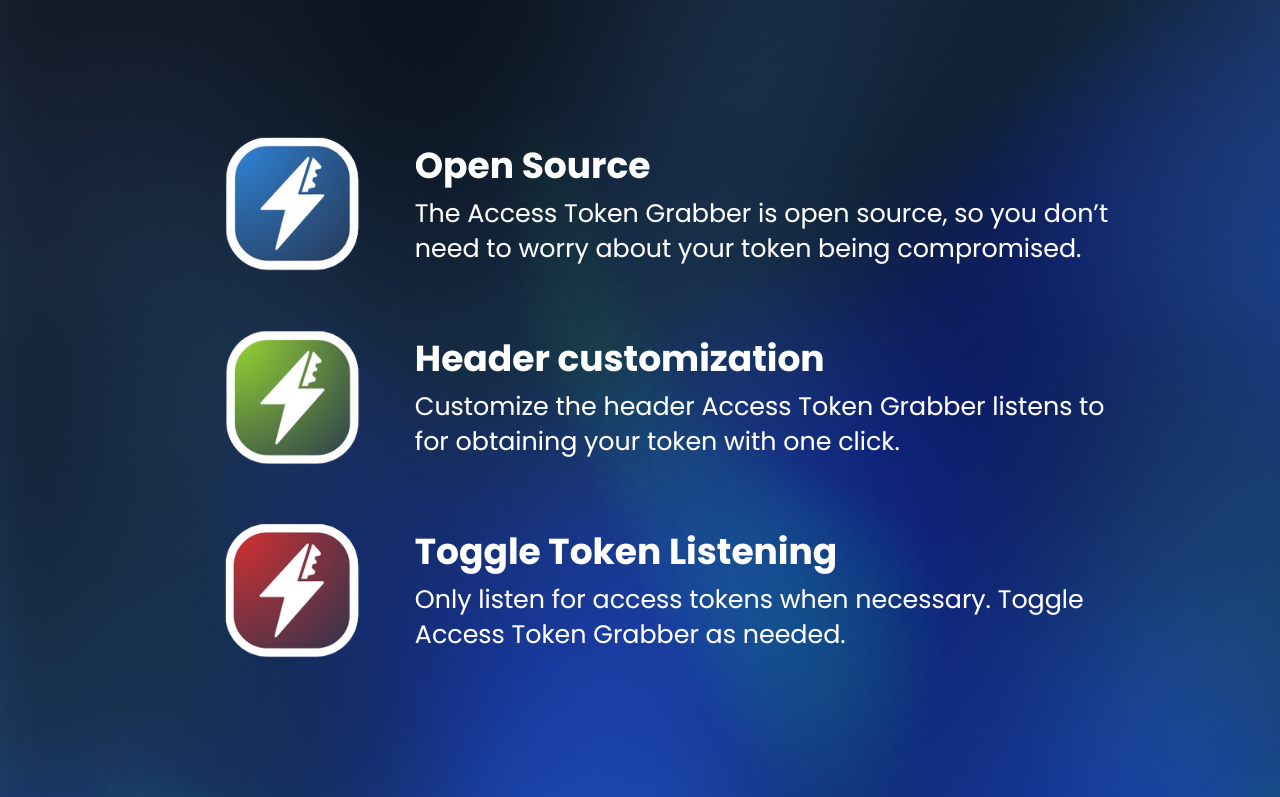 Open Source
The Access Token Grabber is open source, so you don’t
need to worry about your token being compromised.
Header customization
Customize the header Access Token Grabber listens to
for obtaining your token with one click.
Toggle Token Listening
Only listen for access tokens when necessary. Toggle
Access Token Grabber as needed.